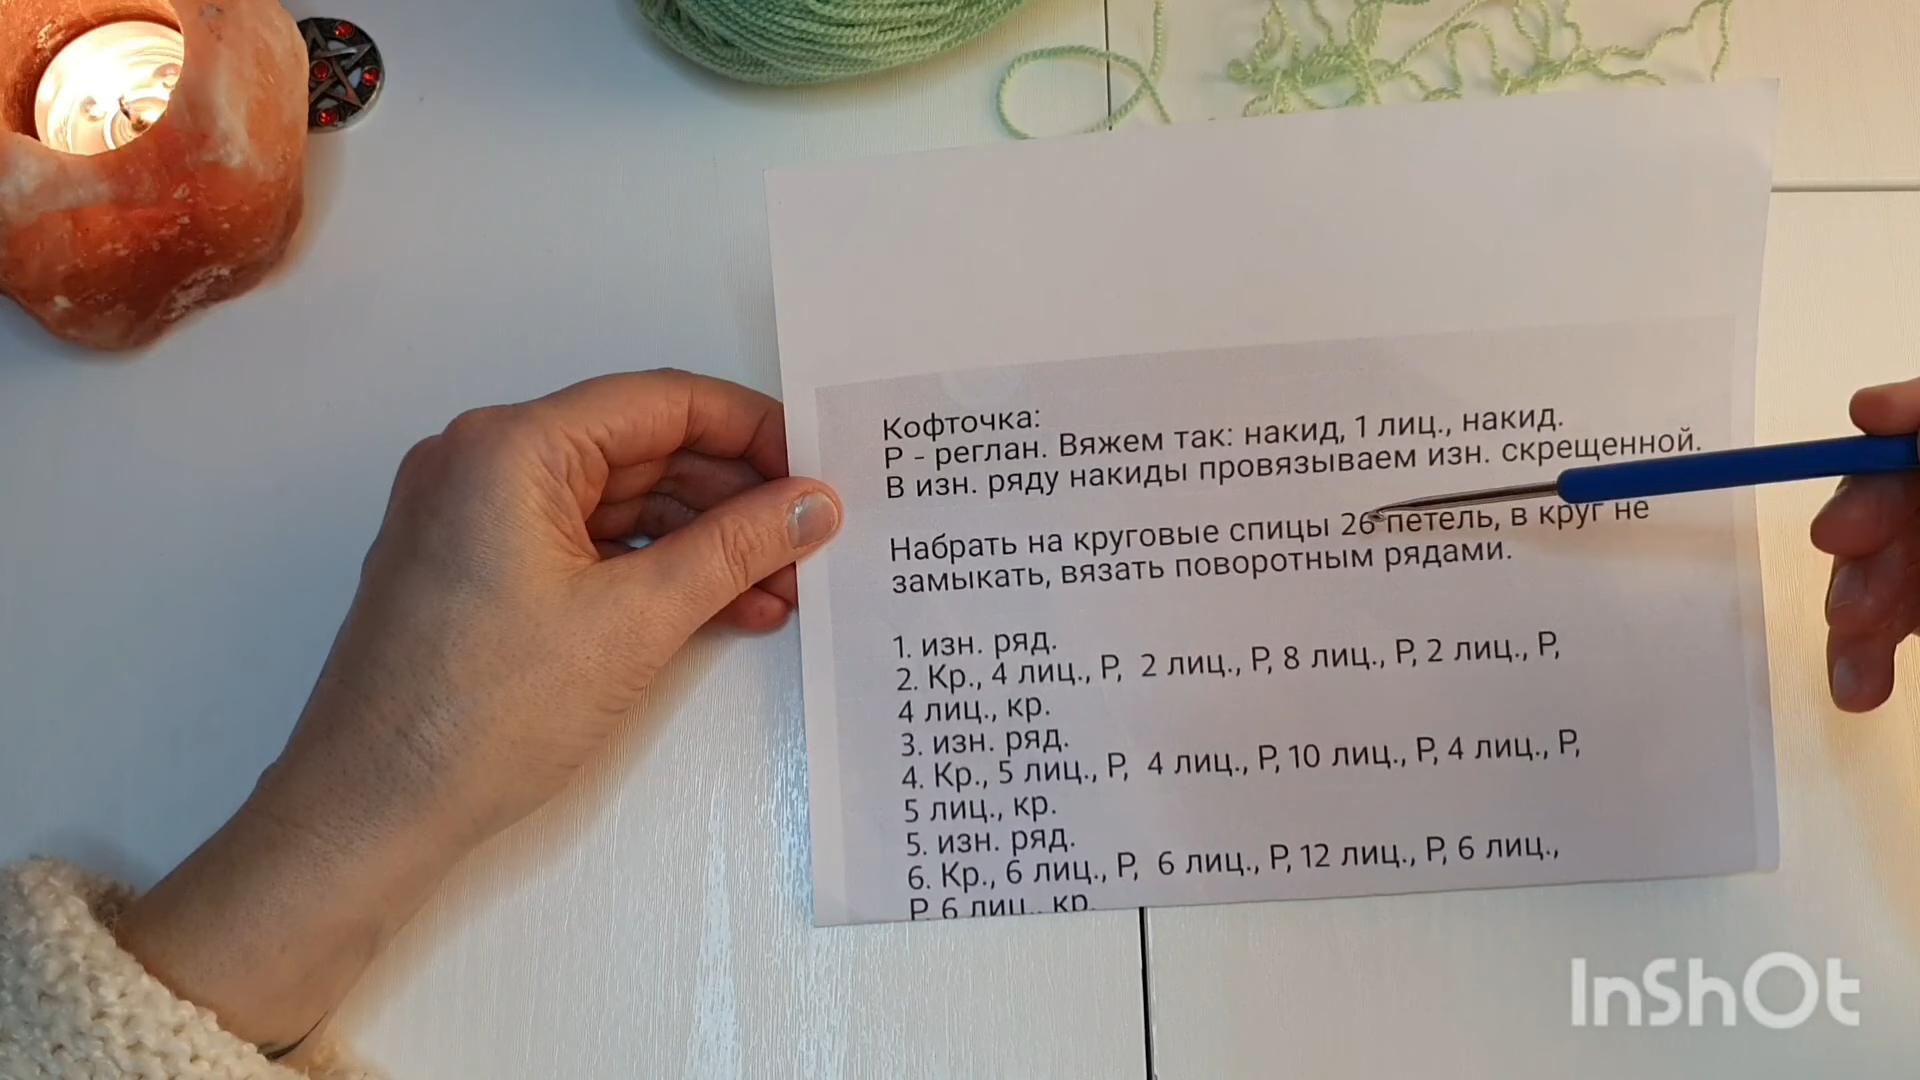 Кофточка:
Р - реглан. Вяжем так: накид, 1 лиц., накид.
В изн. ряду накиды провязываем изн. скрещенной.
Набрать на круговые спицы 26 петель, в круг не
замыкать, вязать поворотным рядами.
1. изн. ряд.
2. Кр., 4 лиц., Р, 2 лиц., Р, 8 лиц., Р, 2 лиц., Р,
4 лиц., кр.
3. изн. ряд.
4. Кр., 5 лиц., Р, 4 лиц., Р, 10 лиц., Р, 4 лиц., Р,
5 лиц., кр.
5. изн. ряд.
6. Кр., 6 лиц., Р, 6 лиц., Р, 12 лиц., Р, 6 лиц.,
Р, 6 лиц., кр.
InShOt